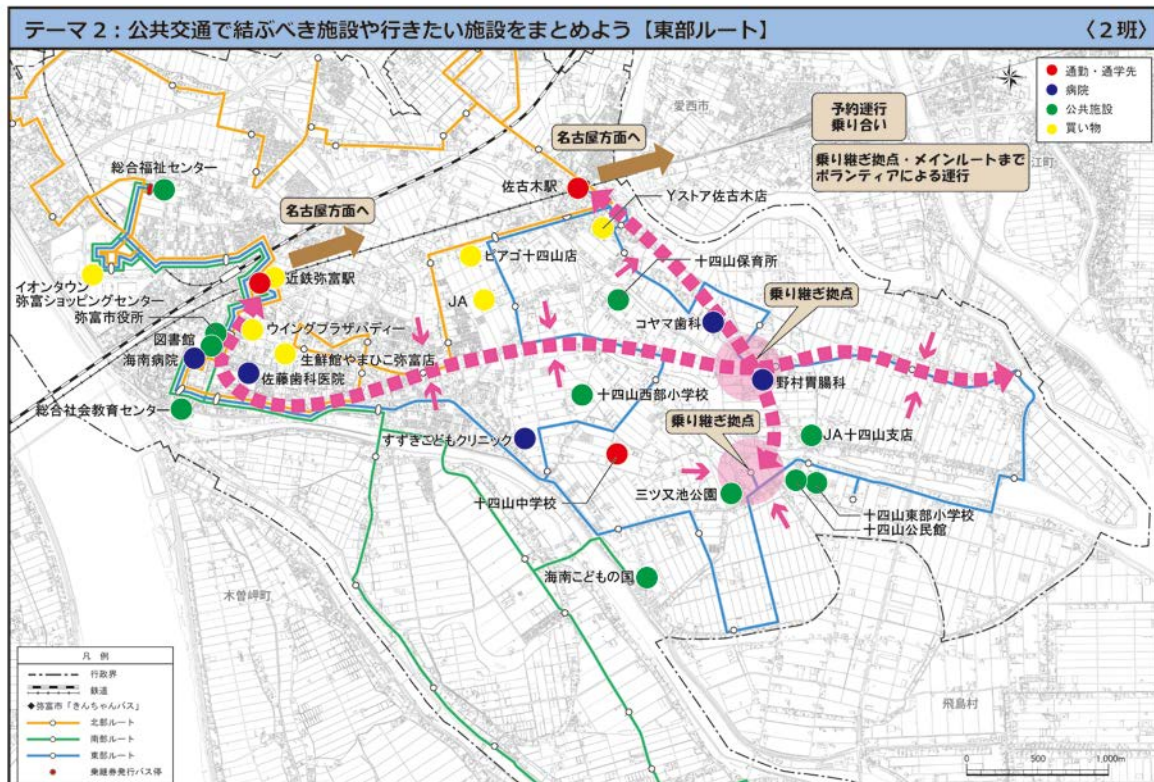 テーマ2:公共交通で結ぶべき施設や行きたい施設をまとめよう【東部ルート】
〈2班〉
通勤・通学先
病院
公共施設
買い物
愛西市
予約運行
乗り合い
江町
乗り継ぎ拠点・メインルートまで
ボランティアによる運行
名古屋方面へ
総合福祉センター
佐古木駅
Yストア佐古木店
名古屋方面へ
ピアゴ十四山店
十四山保育所
近鉄弥富駅
イオンタウン
弥富ショッピングセンター
JA
乗り継ぎ拠点
弥富市役所
コヤマ歯科
図書館
ウイングプラザパディー
海南病院
生鮮館やまひこ弥富店
佐藤歯科医院
野村胃腸科
総合社会教育センター
十四山西部小学校
乗り継ぎ拠点
すずきこどもクリニック
JA十四山支店
十四山中学校
三ツ又池公園
十四山東部小学校
十四山公民館
海南こどもの国
木曽岬町
飛島村
凡 例
行政界
鉄道
◆弥富市「きんちゃんバス」
北部ルート
南部ルート
東部ルート
乗継券発行バス停
0 500 1,000m